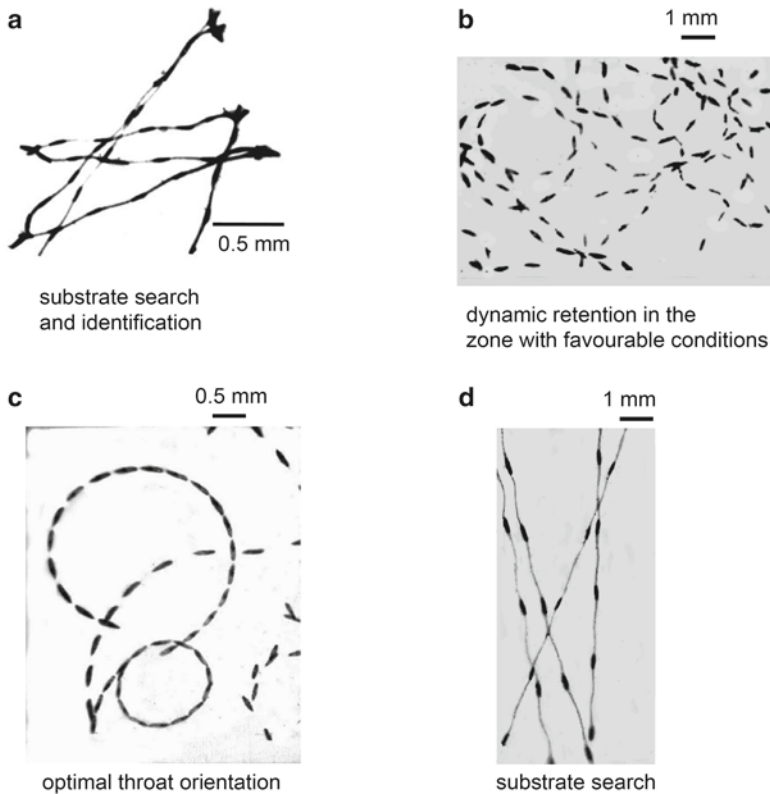 a
0.5 mm
substrate search
and identification
b
1 mm
dynamic retention in the
zone with favourable conditions
c
0.5 mm
optimal throat orientation
d
1 mm
substrate search